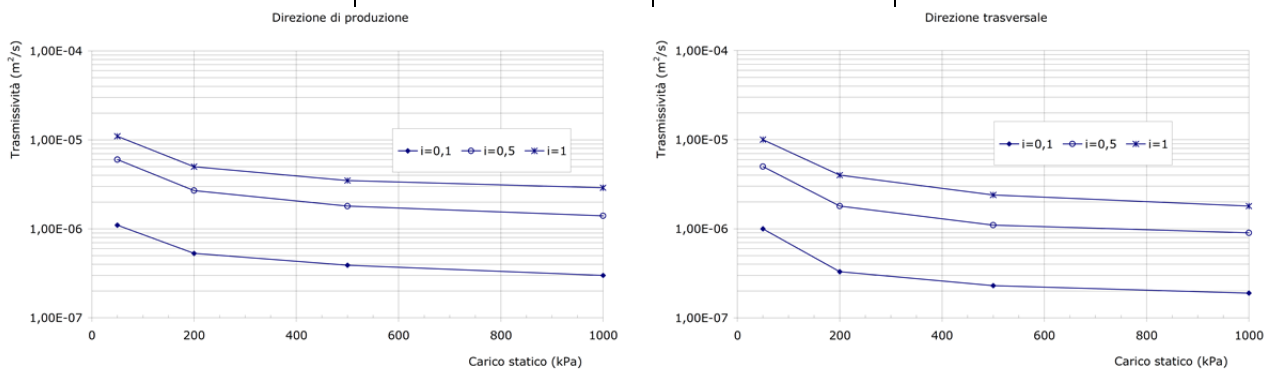 Direzione di produzione
Trasmissività (m²/s)
1,00E-04
1,00E-05
1,00E-06
1,00E-07
i=0,1 i=0,5 i=1
0 200 400 600 800 1000
Carico statico (kPa)
Direzione trasversale
Trasmissività (m²/s)
1,00E-04
1,00E-05
1,00E-06
1,00E-07
i=0,1 i=0,5 i=1
0 200 400 600 800 1000
Carico statico (kPa)